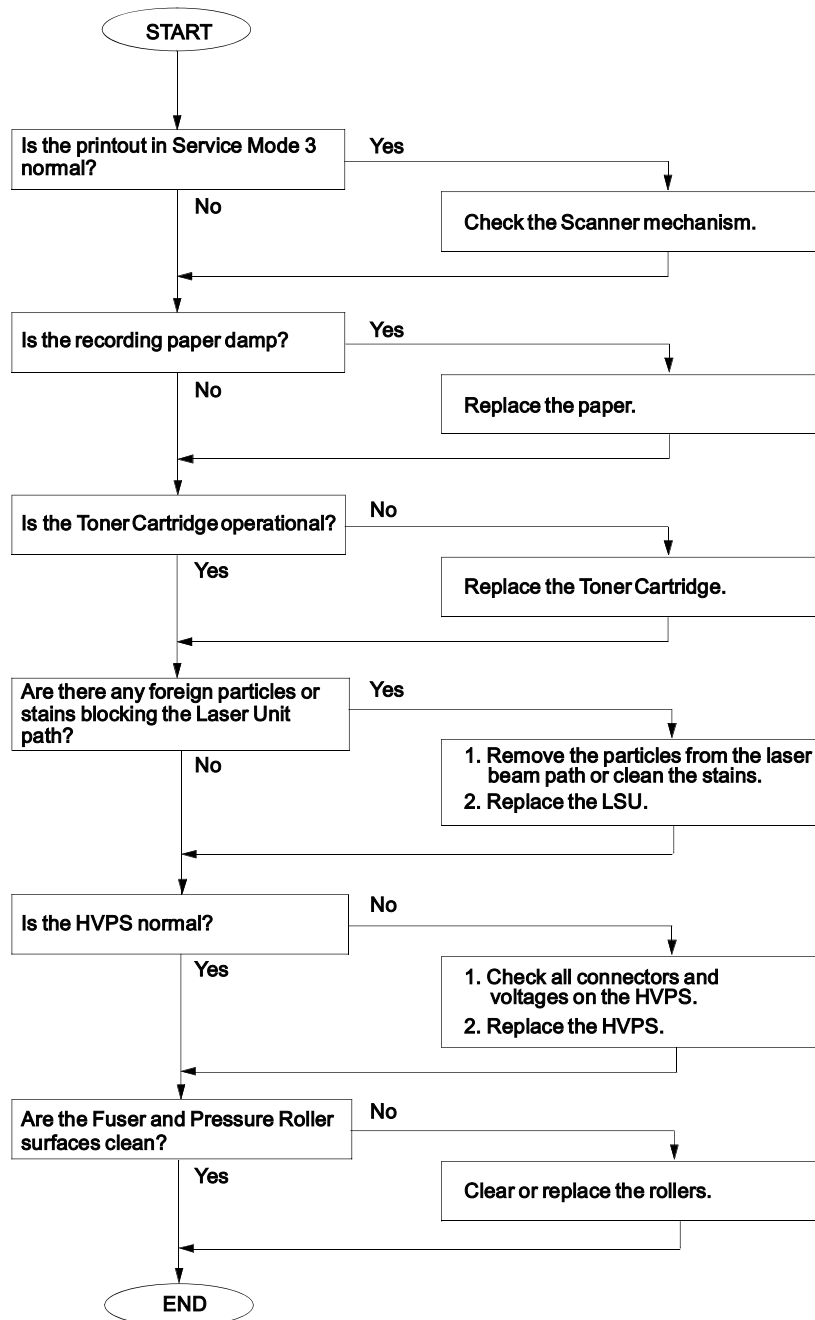 START
Is the printout in Service Mode 3
normal?
Yes
No
Check the Scanner mechanism.
Is the recording paper damp?
Yes
No
Replace the paper.
Is the Toner Cartridge operational?
No
Yes
Replace the Toner Cartridge.
Are there any foreign particles or
stains blocking the Laser Unit
path?
Yes
No
1. Remove the particles from the laser
beam path or clean the stains.
2. Replace the LSU.
Is the HVPS normal?
No
Yes
1. Check all connectors and
voltages on the HVPS.
2. Replace the HVPS.
Are the Fuser and Pressure Roller
surfaces clean?
No
Yes
Clear or replace the rollers.
END